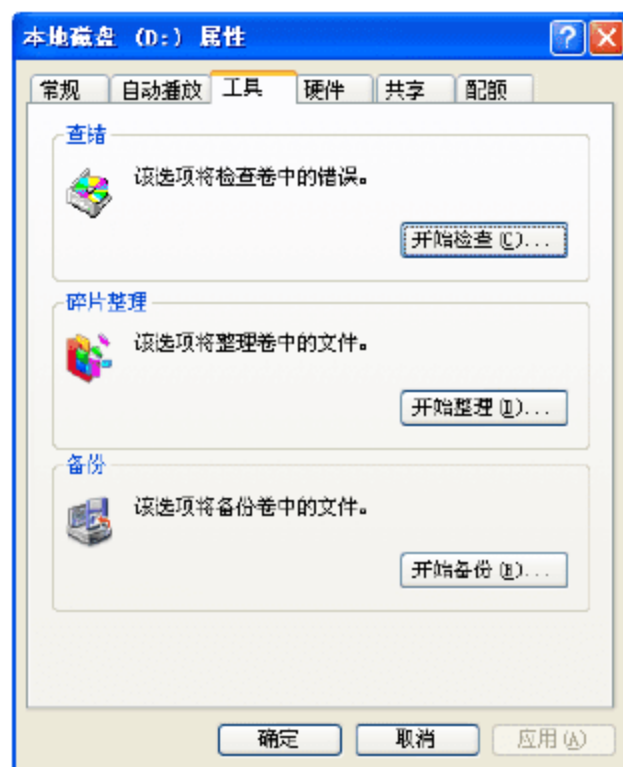 本地磁盘 (D:) 属性
常规 自动播放 工具 硬件 共享 配额
查错
该选项将检查卷中的错误。
开始检查(C)...
碎片整理
该选项将整理卷中的文件。
开始整理(D)...
备份
该选项将备份卷中的文件。
开始备份(B)...
确定 取消 应用(A)